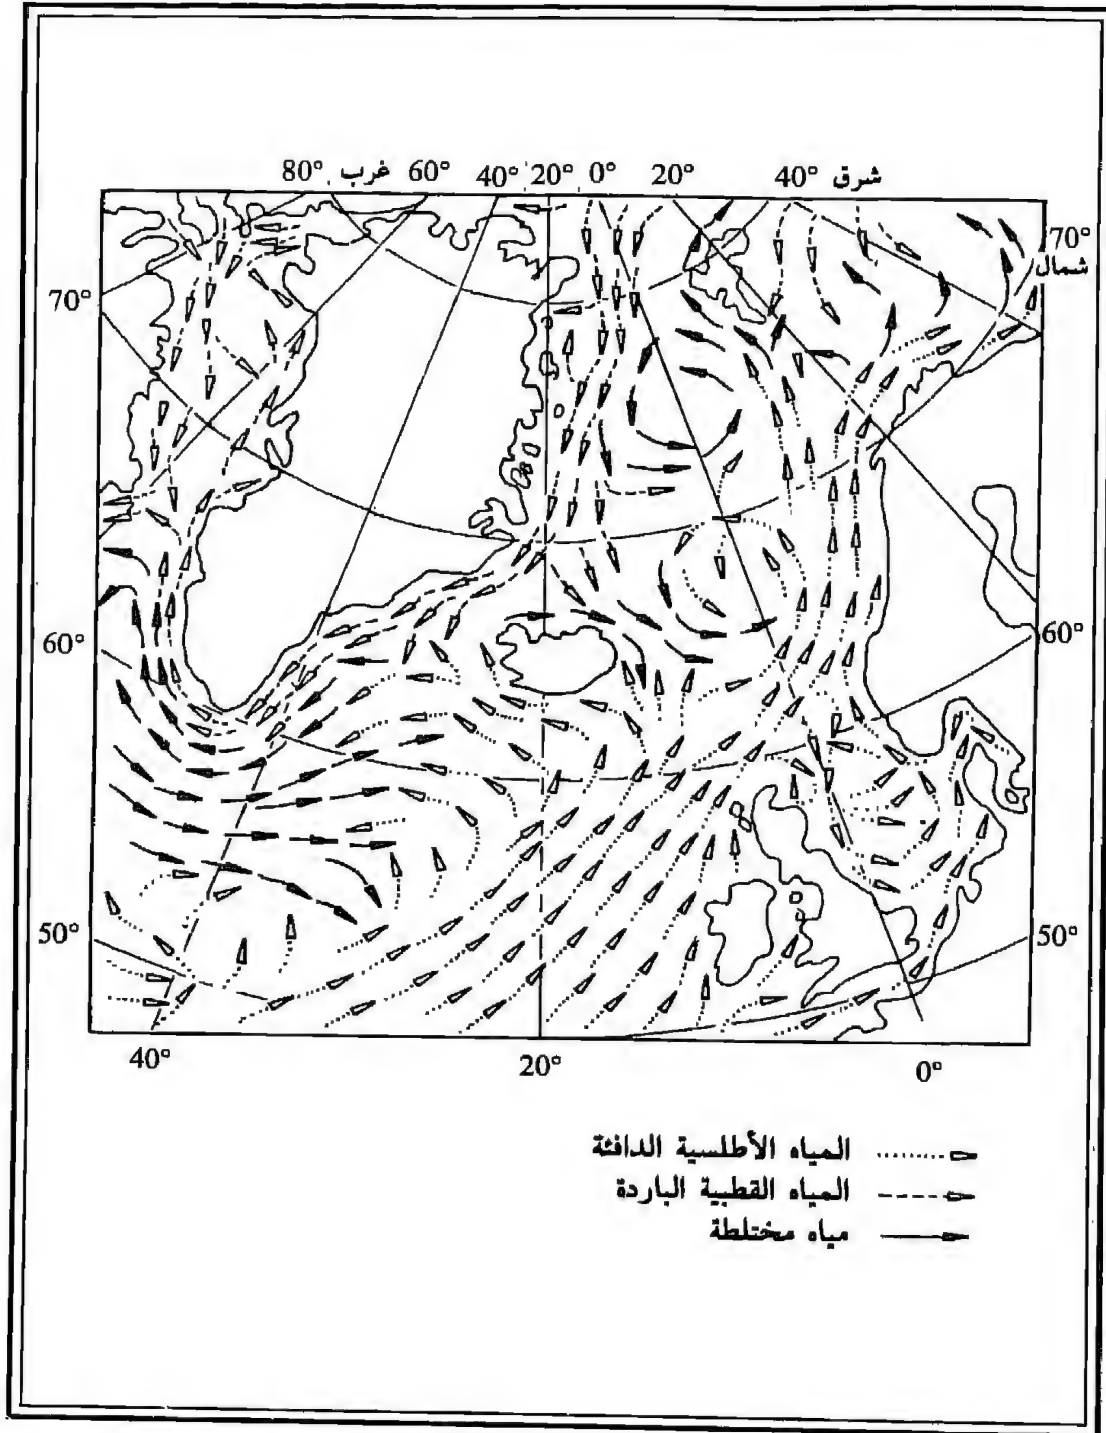 80° غرب 60° 40° 20° 0° 20° 40° شرق
70° شمال
70°
60°
60°
50°
50°
40° 20° 0°
المياه الأطلسية الدافئة
المياه القطبية الباردة
مياه مختلطة